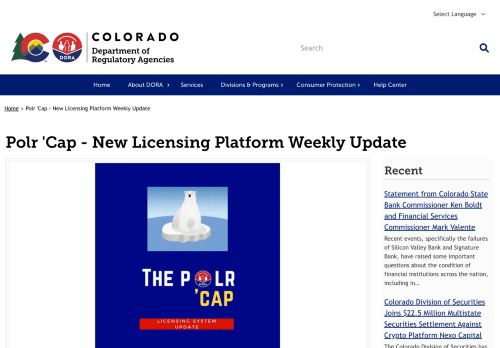 Select Language
COLORADO
Department of
Regulatory Agencies
DORA
Search
Home
About DORA
Services
Divisions & Programs
Consumer Protection
Help Center
Home › Polr 'Cap - New Licensing Platform Weekly Update
Polr 'Cap - New Licensing Platform Weekly Update
THE POLR
'CAP
LICENSING SYSTEM
UPDATE
Recent
Statement from Colorado State
Bank Commissioner Ken Boldt
and Financial Services
Commissioner Mark Valente
Recent events, specifically the failures
of Silicon Valley Bank and Signature
Bank, have raised some important
questions about the condition of
financial institutions across the nation,
including in...
Colorado Division of Securities
Joins $22.5 Million Multistate
Securities Settlement Against
Crypto Platform Nexo Capital
The Colorado Division of Securities has